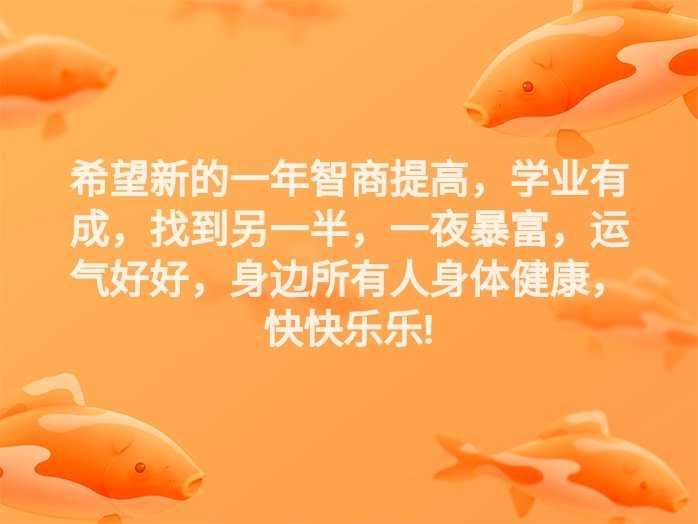 希望新的一年智商提高，学业有
成，找到另一半，一夜暴富，运
气好好，身边所有人身体健康，
快快乐乐!